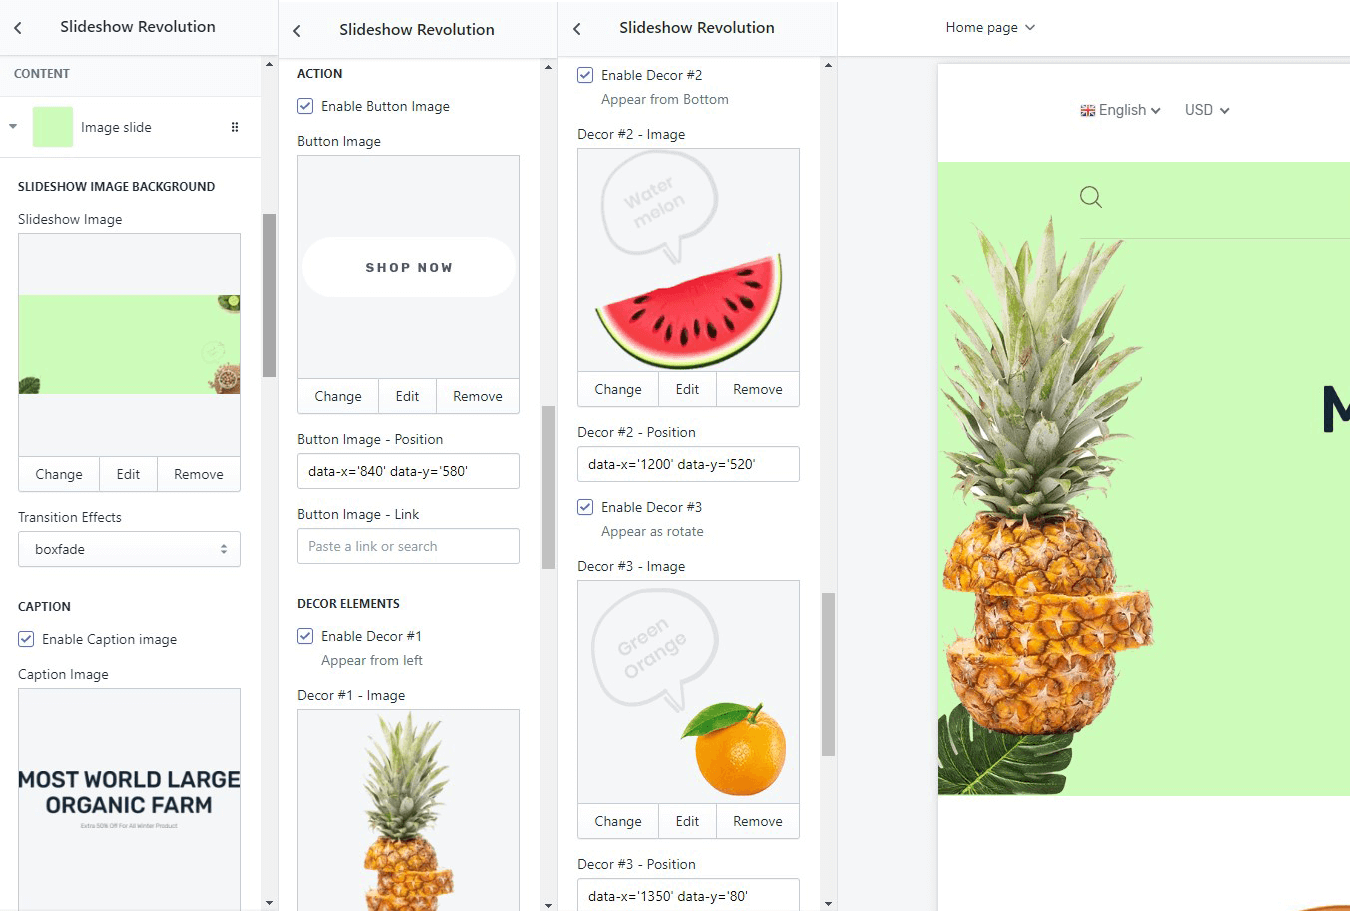 Slideshow Revolution
CONTENT
Image slide
SLIDESHOW IMAGE BACKGROUND
Slideshow Image
Change Edit Remove
Transition Effects
boxfade
CAPTION
Enable Caption image
Caption Image
MOST WORLD LARGE
ORGANIC FARM
Extra 50% Off For All Winter Product
Slideshow Revolution
ACTION
Enable Button Image
Button Image
SHOP NOW
Change Edit Remove
Button Image - Position
data-x='840' data-y='580'
Button Image - Link
Paste a link or search
DECOR ELEMENTS
Enable Decor #1
Appear from left
Decor #1 - Image
Slideshow Revolution
Enable Decor #2
Appear from Bottom
Decor #2 - Image
Water
melon
Change Edit Remove
Decor #2 - Position
data-x='1200' data-y='520'
Enable Decor #3
Appear as rotate
Decor #3 - Image
Green
Orange
Change Edit Remove
Decor #3 - Position
data-x='1350' data-y='80'
Home page
English USD
M